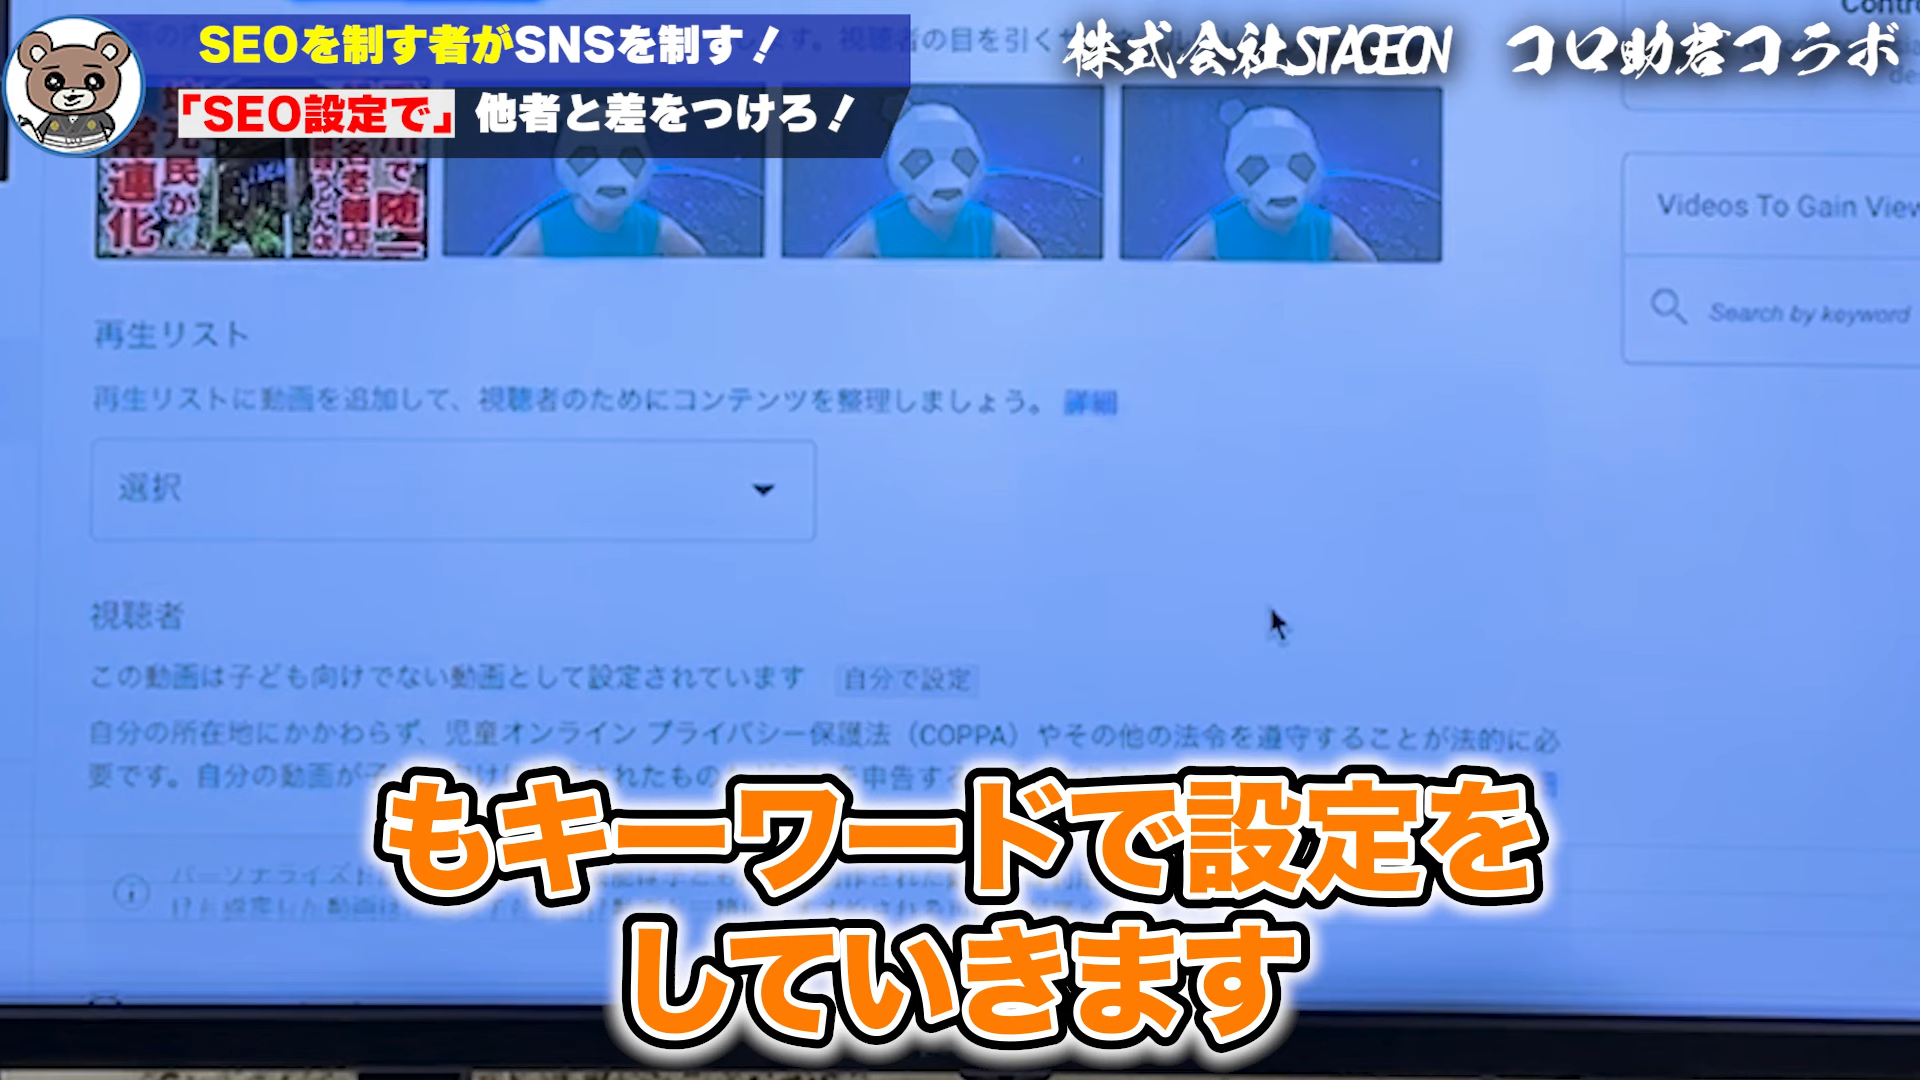 SEOを制す者がSNSを制す！
「SEO設定で」他者と差をつけろ！
株式会社STAGEON コロ助君コラボ
再生リスト
再生リストに動画を追加して、視聴者のためにコンテンツを整理しましょう。 詳細
選択
Videos To Gain View
Search by keyword
視聴者
この動画は子ども向けでない動画として設定されています 自分で設定
自分の所在地にかかわらず、児童オンライン プライバシー保護法（COPPA）やその他の法令を遵守することが法的に必
要です。自分の動画が
もキーワードで設定を
していきます